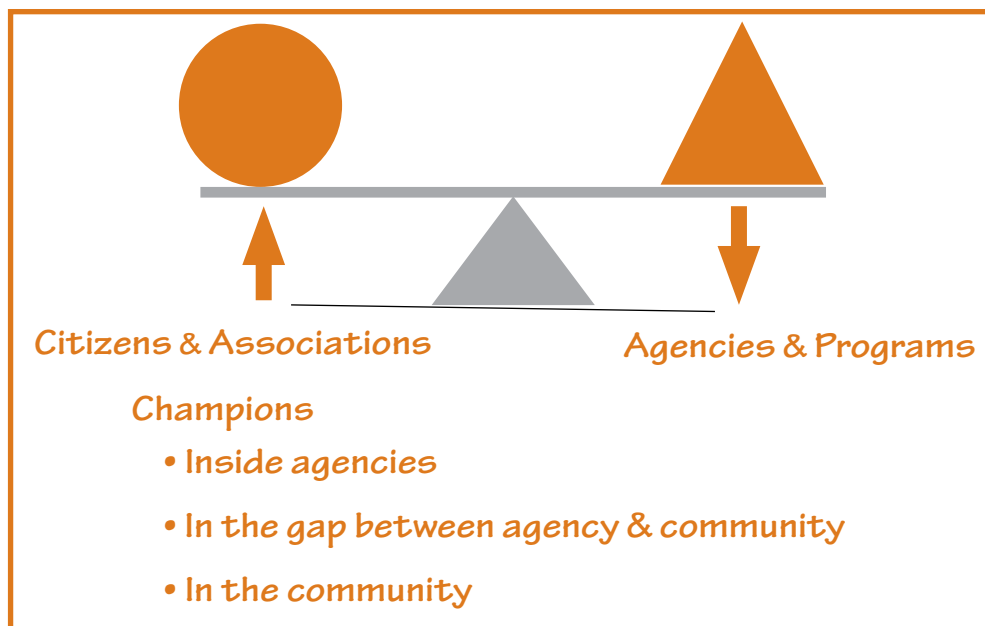 Citizens & Associations
Agencies & Programs
Champions
• Inside agencies
• In the gap between agency & community
• In the community